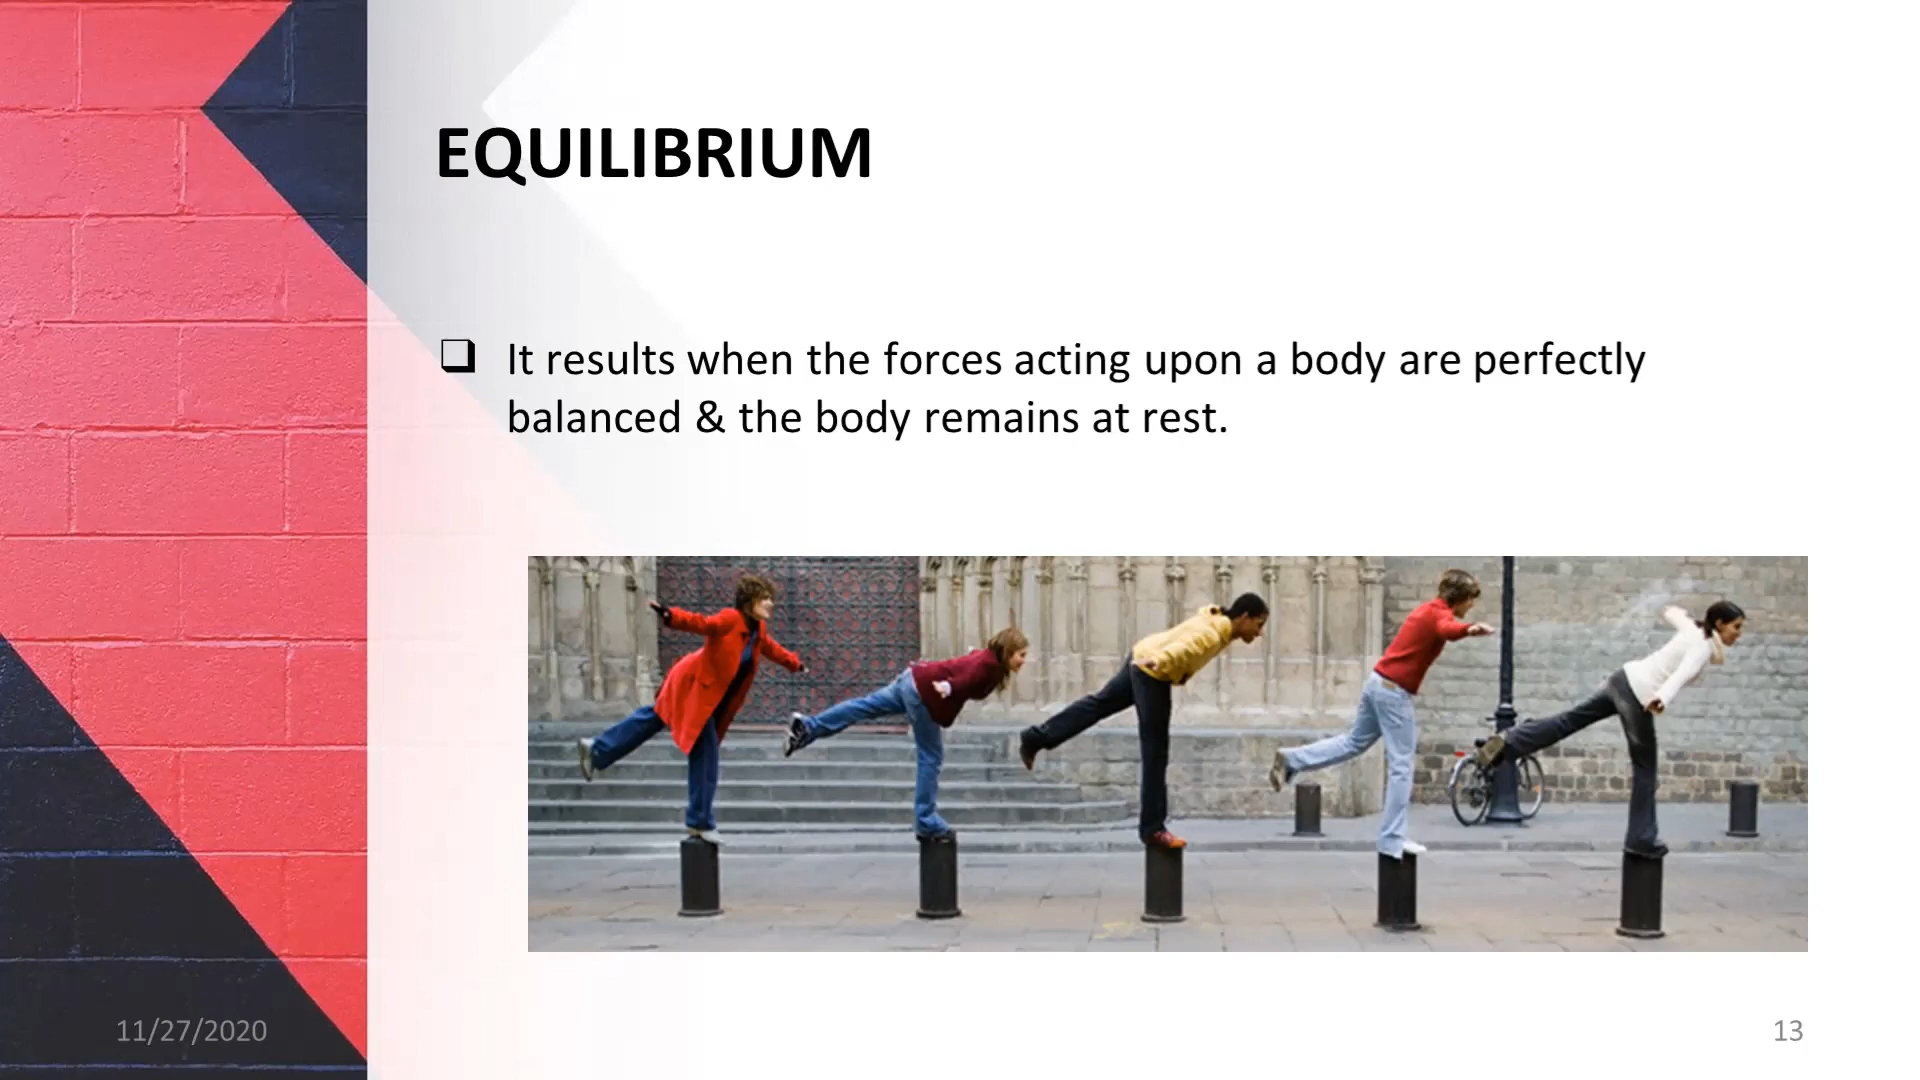 EQUILIBRIUM
❑ It results when the forces acting upon a body are perfectly
balanced & the body remains at rest.
11/27/2020
13